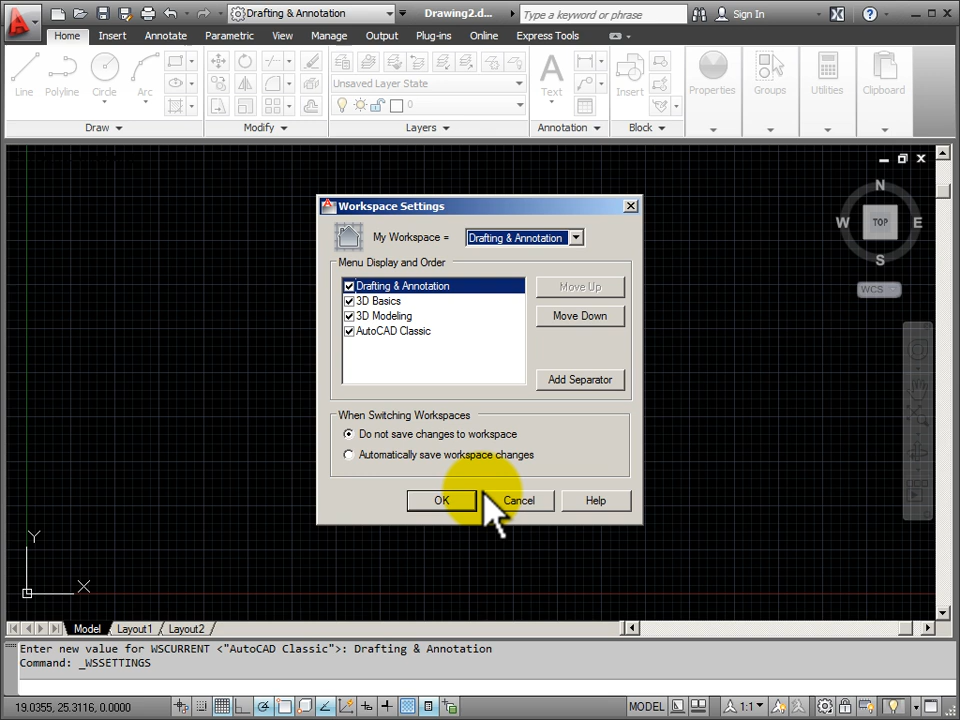 Drafting & Annotation
Drawing2.d...
Type a keyword or phrase
Sign In
Home Insert Annotate Parametric View Manage Output Plug-ins Online Express Tools
Line Polyline Circle Arc
Unsaved Layer State
0
Text
Insert
Properties
Groups
Utilities
Clipboard
Draw Modify Layers Annotation Block
N
W TOP E
S
WCS
Workspace Settings
My Workspace = Drafting & Annotation
Menu Display and Order
Drafting & Annotation
3D Basics
3D Modeling
AutoCAD Classic
Move Up
Move Down
Add Separator
When Switching Workspaces
Do not save changes to workspace
Automatically save workspace changes
OK Cancel Help
Y
X
Model Layout1 Layout2
Enter new value for WSCURRENT <"AutoCAD Classic">: Drafting & Annotation
Command: _WSSETTINGS
19.0355, 25.3116, 0.0000
MODEL
1:1